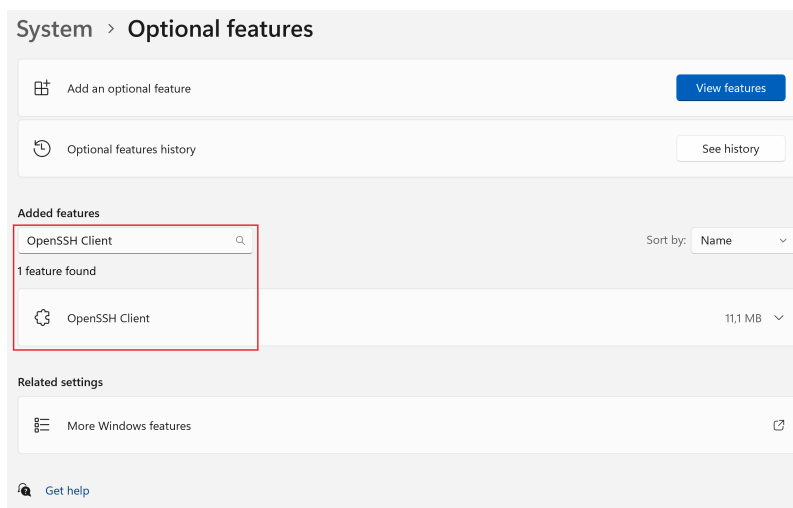 System > Optional features
Add an optional feature
View features
Optional features history
See history
Added features
OpenSSH Client
Sort by: Name
1 feature found
OpenSSH Client
11,1 MB
Related settings
More Windows features
Get help